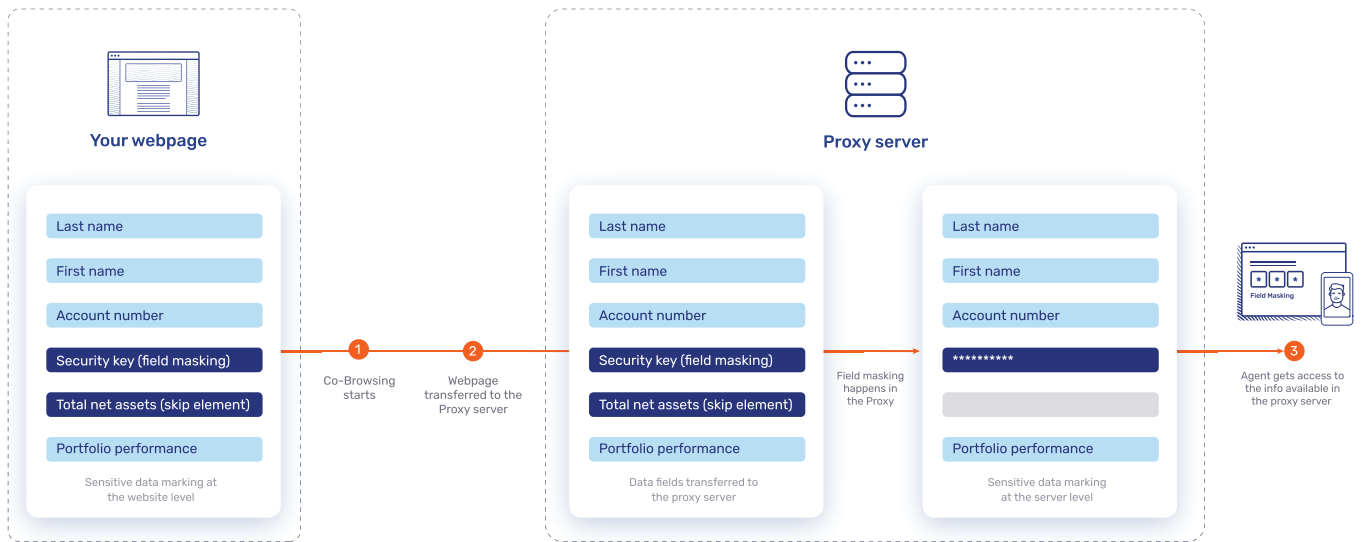 Your webpage
Last name
First name
Account number
Security key (field masking)
Total net assets (skip element)
Portfolio performance
Sensitive data marking at
the website level
1
Co-Browsing
starts
2
Webpage
transferred to the
Proxy server
Proxy server
Last name
First name
Account number
Security key (field masking)
Total net assets (skip element)
Portfolio performance
Data fields transferred to
the proxy server
Field masking
happens in
the Proxy
Last name
First name
Account number
**********
Portfolio performance
Sensitive data marking
at the server level
Field Masking
3
Agent gets access to
the info available in
the proxy server